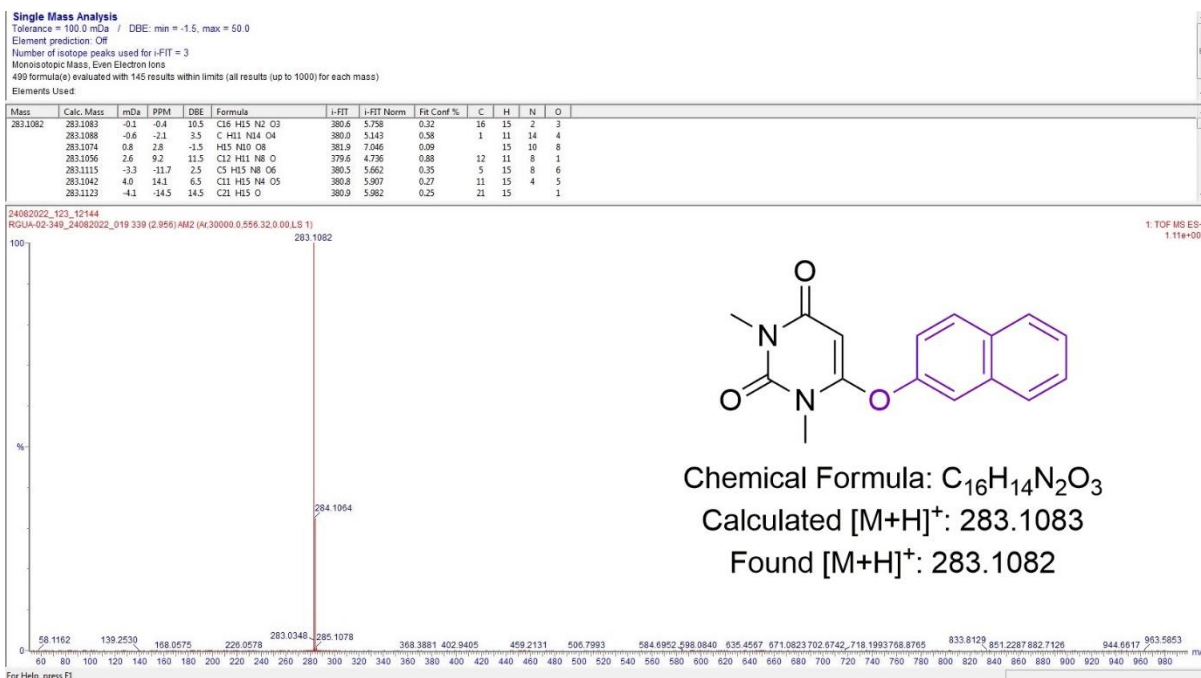 Single Mass Analysis
Tolerance = 100.0 mDa / DBE: min = -1.5, max = 50.0
Element prediction: Off
Number of isotope peaks used for i-FIT = 3
Monoisotopic Mass, Even Electron Ions
499 formula(e) evaluated with 145 results within limits (all results (up to 1000) for each mass)
Elements Used:
Mass Calc. Mass mDa PPM DBE Formula i-FIT i-FIT Norm Fit Conf % C H N O
283.1082 283.1083 -0.1 -0.4 10.5 C16 H15 N2 O3 380.6 5.758 0.32 16 15 2 3
283.1088 -0.6 -2.1 3.5 C H11 N14 O4 380.0 5.143 0.58 1 11 14 4
283.1074 0.8 2.8 -1.5 H15 N10 O8 381.9 7.046 0.09 15 10 8
283.1056 2.6 9.2 11.5 C12 H11 N8 O 379.6 4.736 0.88 12 11 8 1
283.1115 -3.3 -11.7 2.5 C5 H15 N8 O6 380.5 5.662 0.35 5 15 8 6
283.1042 4.0 14.1 6.5 C11 H15 N4 O5 380.8 5.907 0.27 11 15 4 5
283.1123 -4.1 -14.5 14.5 C21 H15 O 380.9 5.982 0.25 21 15 1
24082022_123_12144
RGUA-02-349_24082022_019 339 (2.956) AM2 (Ar,30000.0,556.32,0.00,LS 1)
1: TOF MS ES+
1.11e+00
100
283.1082
O
N
O
N
O
Chemical Formula: C16H14N2O3
Calculated [M+H]+: 283.1083
Found [M+H]+: 283.1082
%
284.1064
58.1162 139.2530 168.0575 226.0578 283.0348 285.1078 368.3881 402.9405 459.2131 506.7993 584.6952 598.0840 635.4567 671.0823 702.6742 718.1993 768.8765 833.8129 851.2287 882.7126 944.6617 963.5853
0
60 80 100 120 140 160 180 200 220 240 260 280 300 320 340 360 380 400 420 440 460 480 500 520 540 560 580 600 620 640 660 680 700 720 740 760 780 800 820 840 860 880 900 920 940 960 980
For Help, press F1